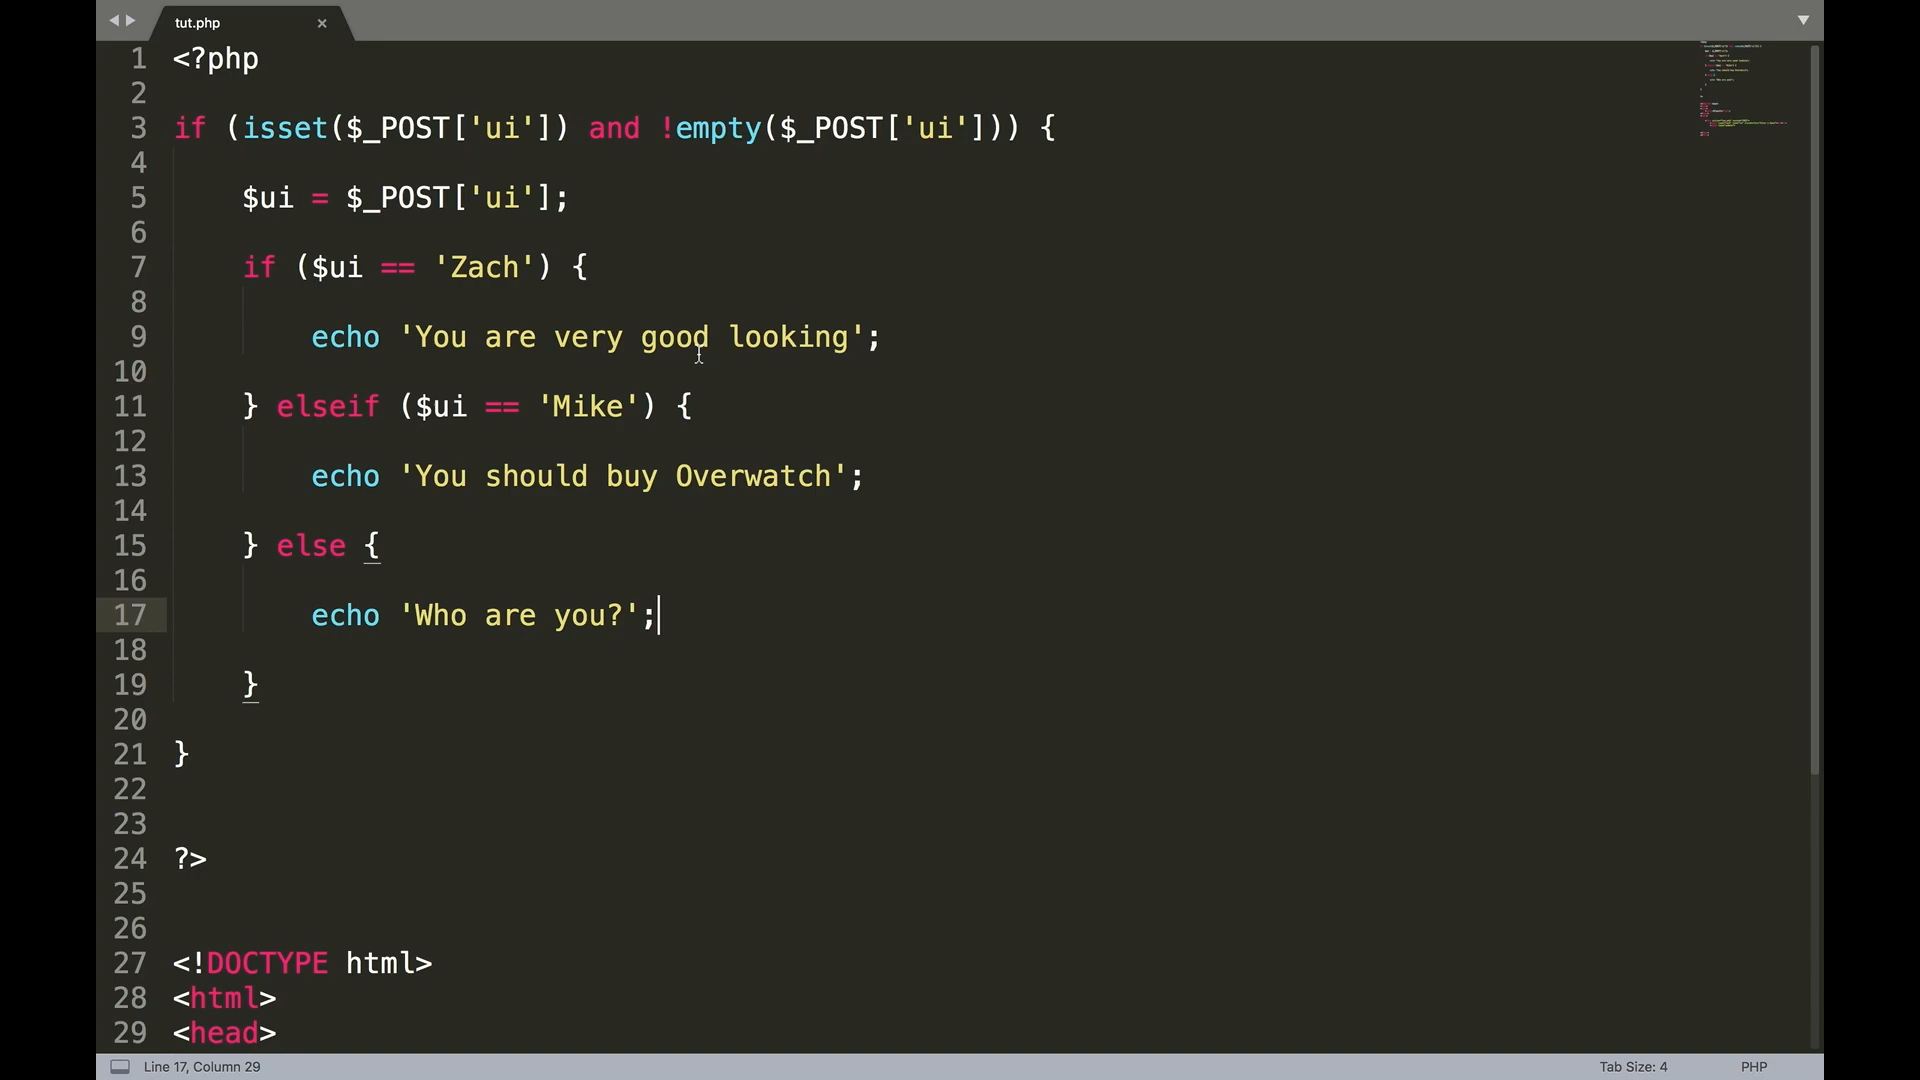 tut.php ×
1 <?php
2
3 if (isset($_POST['ui']) and !empty($_POST['ui'])) {
4
5 $ui = $_POST['ui'];
6
7 if ($ui == 'Zach') {
8
9 echo 'You are very good looking';
10
11 } elseif ($ui == 'Mike') {
12
13 echo 'You should buy Overwatch';
14
15 } else {
16
17 echo 'Who are you?';
18
19 }
20
21 }
22
23
24 ?>
25
26
27 <!DOCTYPE html>
28 <html>
29 <head>
Line 17, Column 29 Tab Size: 4 PHP